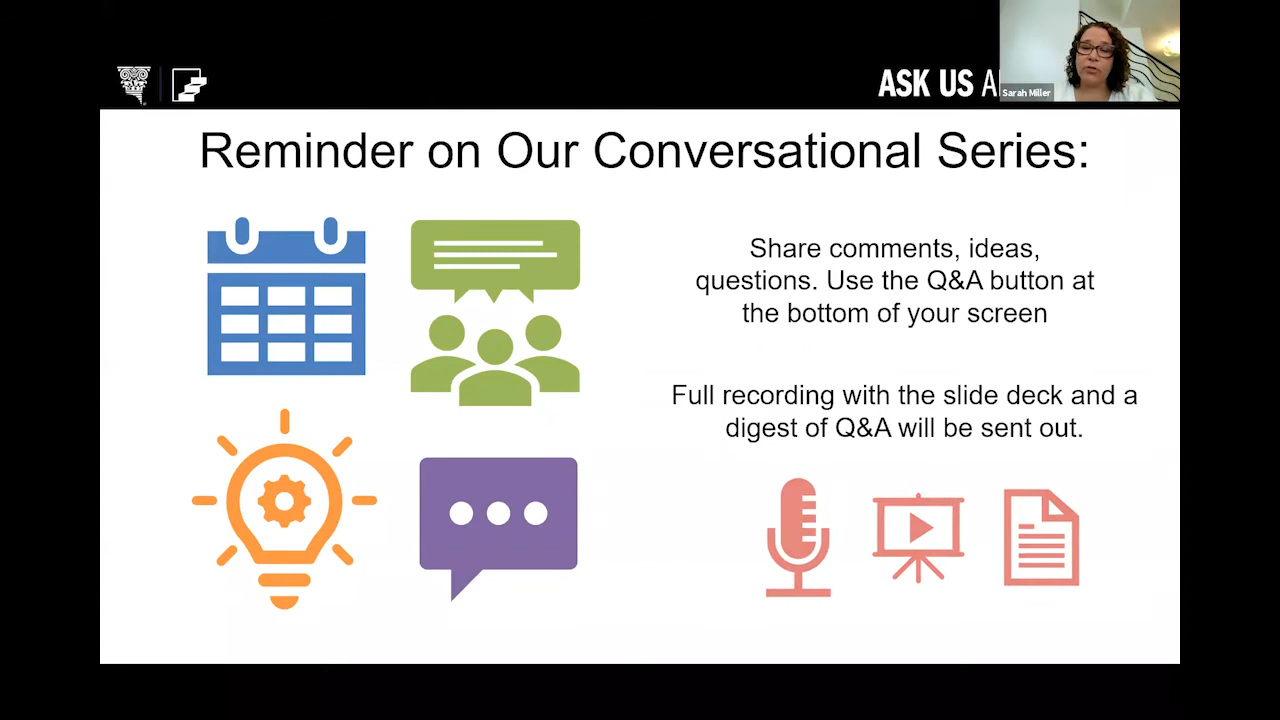 ASK US
Sarah Miller
Reminder on Our Conversational Series:
Share comments, ideas,
questions. Use the Q&A button at
the bottom of your screen
Full recording with the slide deck and a
digest of Q&A will be sent out.